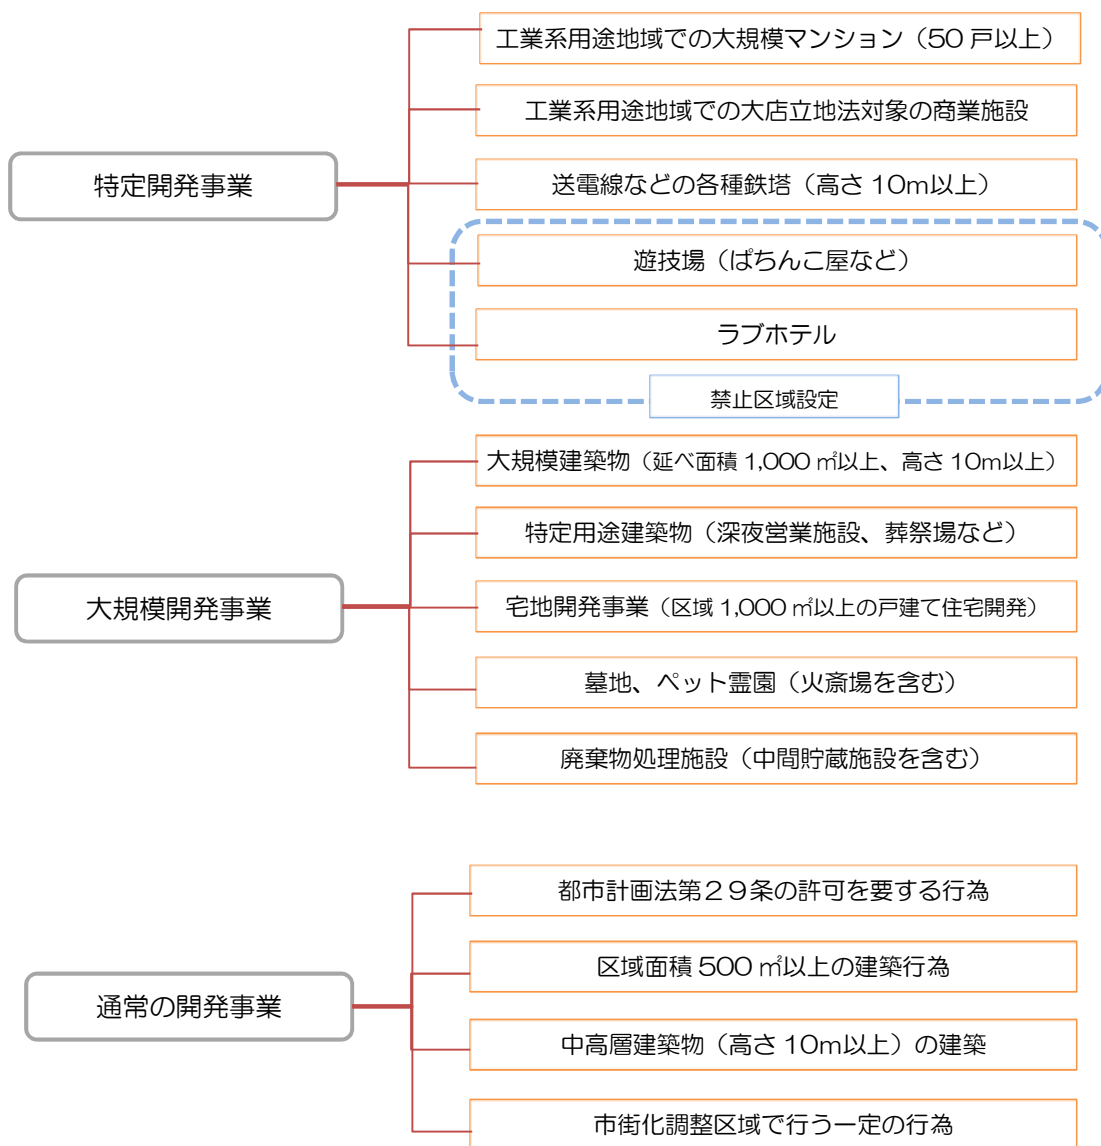 特定開発事業
工業系用途地域での大規模マンション（50 戸以上）
工業系用途地域での大店立地法対象の商業施設
送電線などの各種鉄塔（高さ 10m以上）
遊技場（ぱちんこ屋など）
ラブホテル
禁止区域設定
大規模開発事業
大規模建築物（延べ面積 1,000 ㎡以上、高さ 10m以上）
特定用途建築物（深夜営業施設、葬祭場など）
宅地開発事業（区域 1,000 ㎡以上の戸建て住宅開発）
墓地、ペット霊園（火斎場を含む）
廃棄物処理施設（中間貯蔵施設を含む）
通常の開発事業
都市計画法第２９条の許可を要する行為
区域面積 500 ㎡以上の建築行為
中高層建築物（高さ 10m以上）の建築
市街化調整区域で行う一定の行為